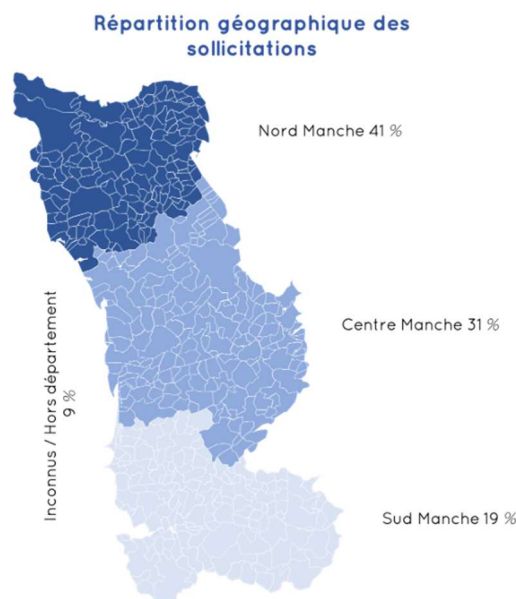 Répartition géographique des
sollicitations
Nord Manche 41 %
Centre Manche 31 %
Inconnus / Hors département
9 %
Sud Manche 19 %